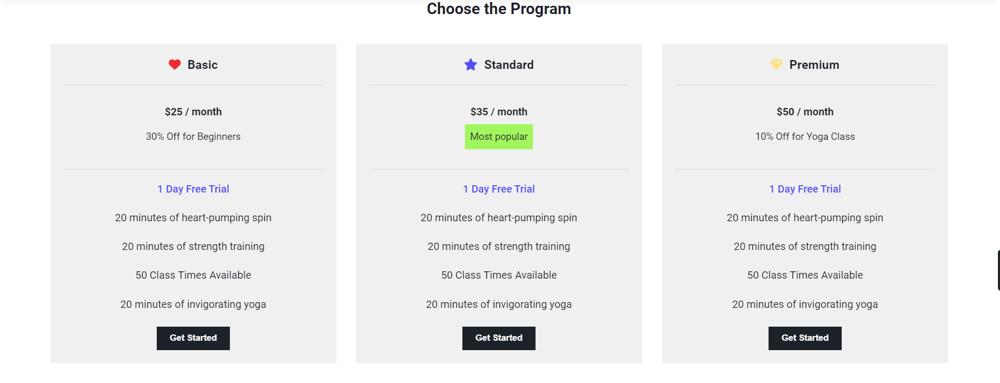 Choose the Program
Basic
$25 / month
30% Off for Beginners
1 Day Free Trial
20 minutes of heart-pumping spin
20 minutes of strength training
50 Class Times Available
20 minutes of invigorating yoga
Get Started
Standard
$35 / month
Most popular
1 Day Free Trial
20 minutes of heart-pumping spin
20 minutes of strength training
50 Class Times Available
20 minutes of invigorating yoga
Get Started
Premium
$50 / month
10% Off for Yoga Class
1 Day Free Trial
20 minutes of heart-pumping spin
20 minutes of strength training
50 Class Times Available
20 minutes of invigorating yoga
Get Started